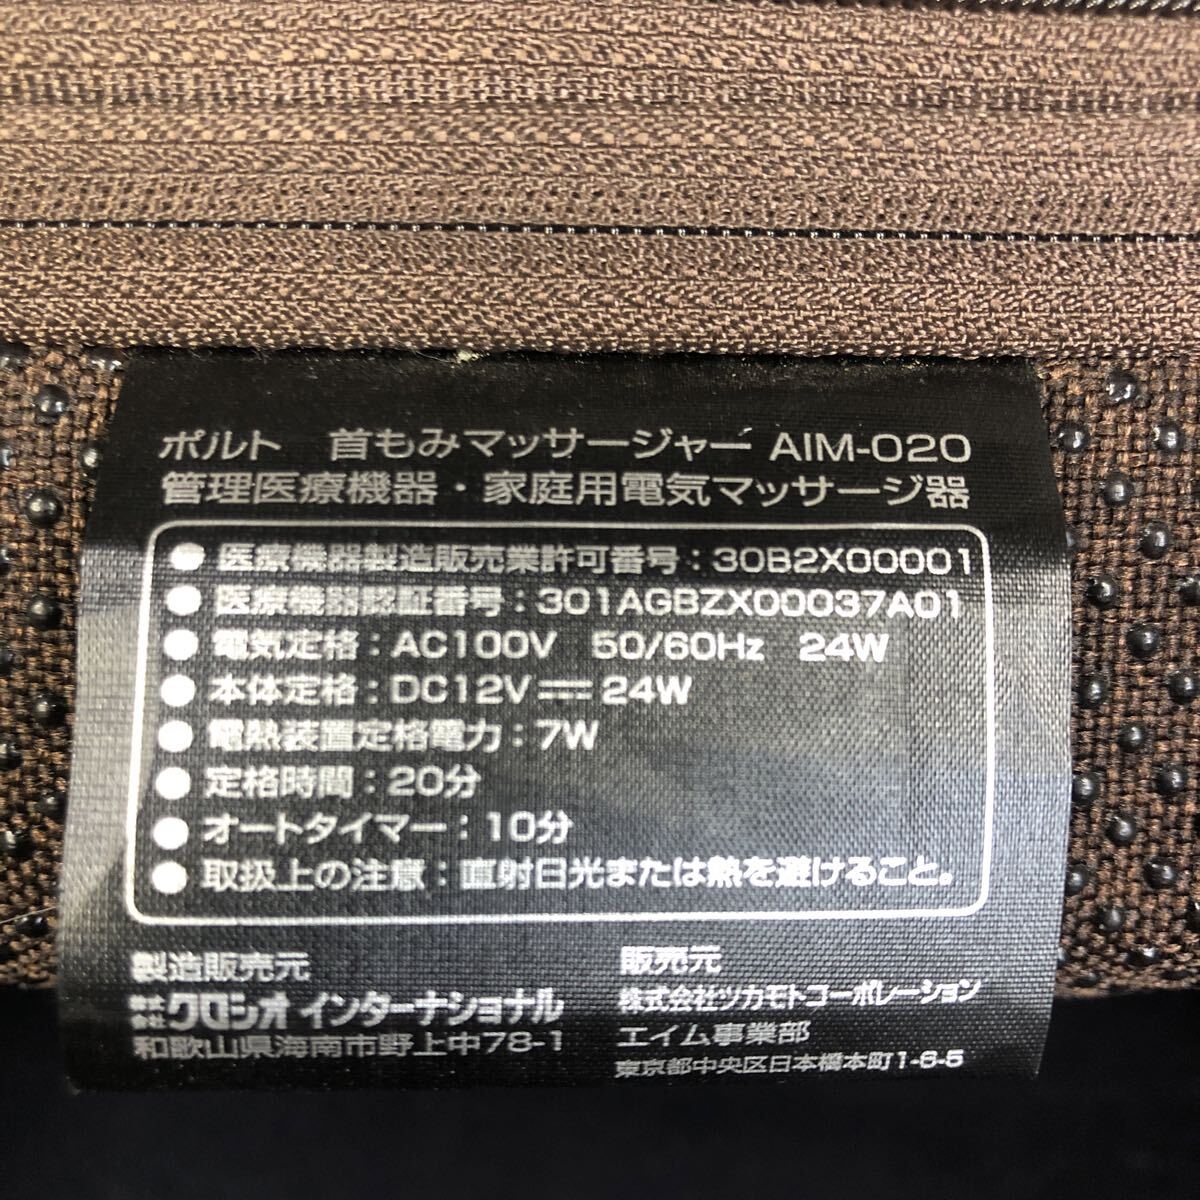 ポルト　首もみマッサージャー AIM-020
管理医療機器・家庭用電気マッサージ器
●医療機器製造販売業許可番号：30B2X00001
●医療機器認証番号：301AGBZX00037A01
●電気定格：AC100V　50/60Hz　24W
●本体定格：DC12V⎓24W
●電熱装置定格電力：7W
●定格時間：20分
●オートタイマー：10分
●取扱上の注意：直射日光または熱を避けること。
製造販売元
株式会社クロシオインターナショナル
和歌山県海南市野上中78-1
販売元
株式会社ツカモトコーポレーション
エイム事業部
東京都中央区日本橋本町1-6-5